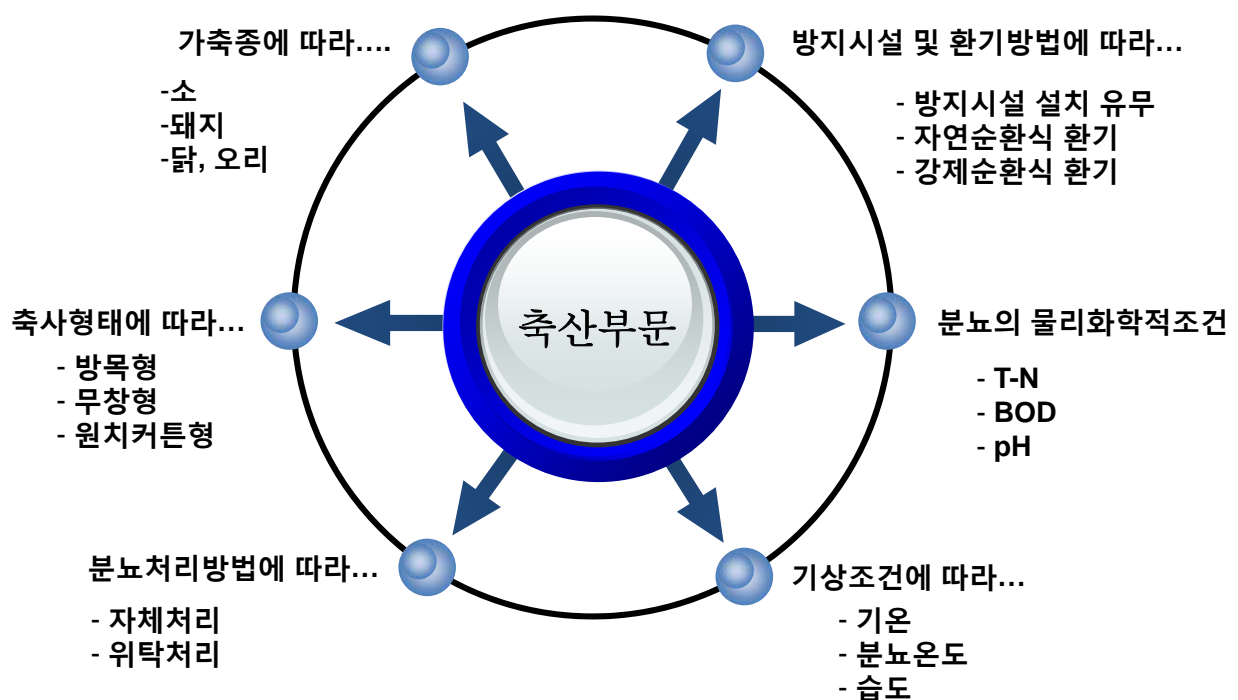 가축종에 따라....
-소
-돼지
-닭, 오리
방지시설 및 환기방법에 따라...
- 방지시설 설치 유무
- 자연순환식 환기
- 강제순환식 환기
축산부문
축사형태에 따라...
- 방목형
- 무창형
- 원치커튼형
분뇨의 물리화학적조건
- T-N
- BOD
- pH
분뇨처리방법에 따라...
- 자체처리
- 위탁처리
기상조건에 따라...
- 기온
- 분뇨온도
- 습도